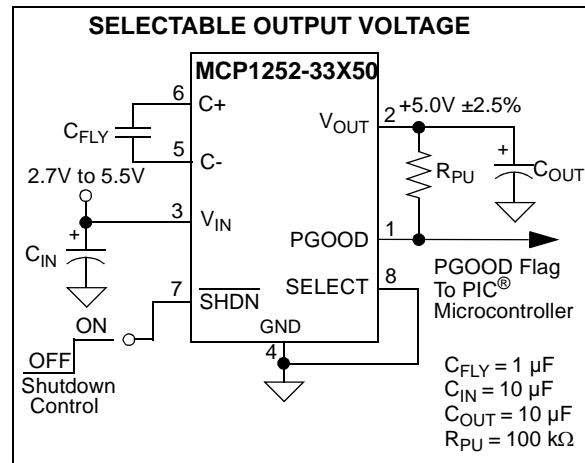 SELECTABLE OUTPUT VOLTAGE
MCP1252-33X50
6
C+
CFLY
5
C-
2.7V to 5.5V
3
VIN
+
CIN
7
SHDN
ON
OFF
Shutdown
Control
GND
4
VOUT
2
+5.0V ±2.5%
RPU
+
COUT
1
PGOOD
SELECT
8
PGOOD Flag
To PIC®
Microcontroller
CFLY = 1 µF
CIN = 10 µF
COUT = 10 µF
RPU = 100 kΩ